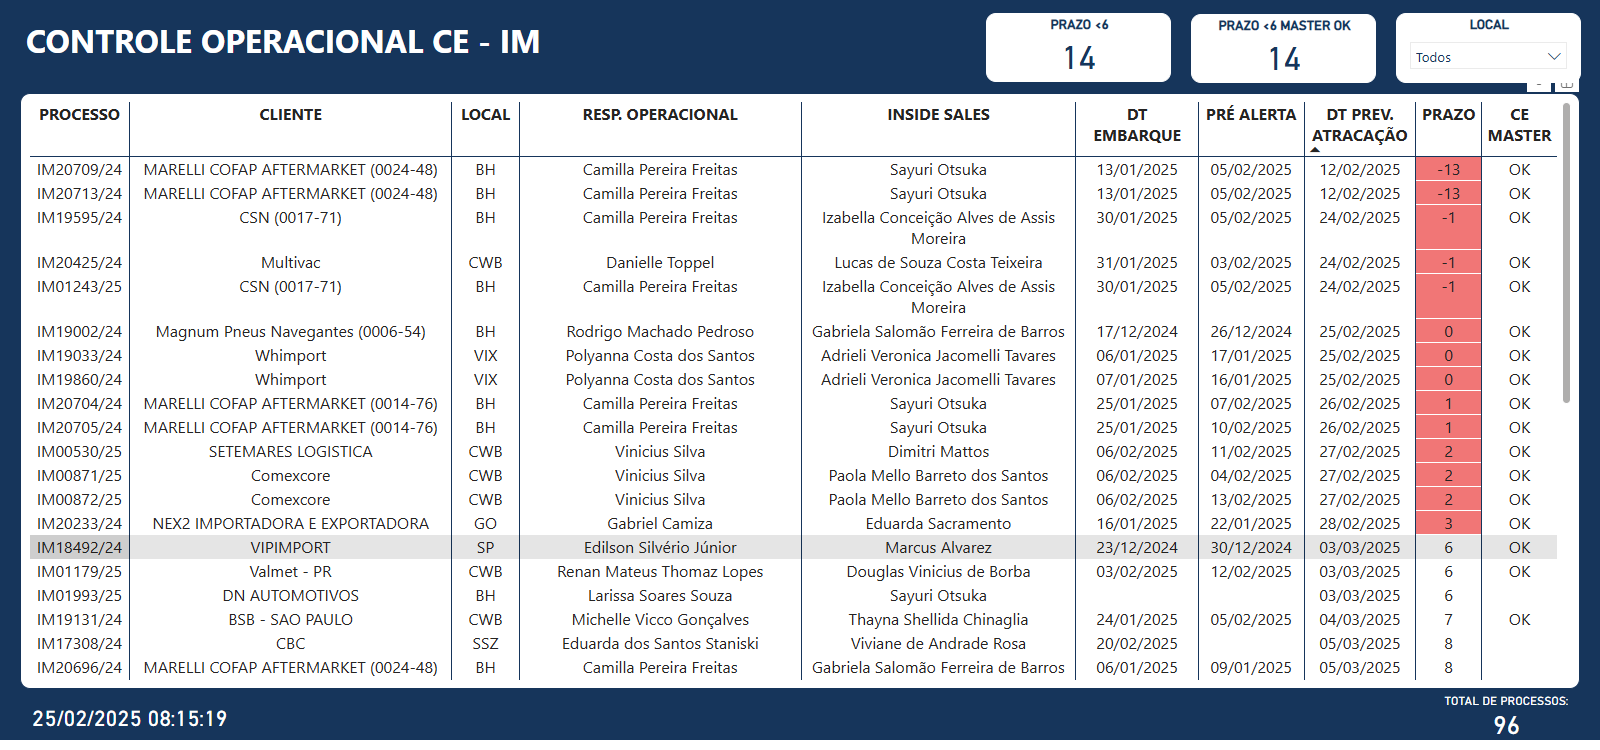 CONTROLE OPERACIONAL CE - IM
PRAZO <6
14
PRAZO <6 MASTER OK
14
LOCAL
Todos
PROCESSO CLIENTE LOCAL RESP. OPERACIONAL INSIDE SALES DT EMBARQUE PRÉ ALERTA DT PREV. ATRACAÇÃO PRAZO CE MASTER
IM20709/24 MARELLI COFAP AFTERMARKET (0024-48) BH Camilla Pereira Freitas Sayuri Otsuka 13/01/2025 05/02/2025 12/02/2025 -13 OK
IM20713/24 MARELLI COFAP AFTERMARKET (0024-48) BH Camilla Pereira Freitas Sayuri Otsuka 13/01/2025 05/02/2025 12/02/2025 -13 OK
IM19595/24 CSN (0017-71) BH Camilla Pereira Freitas Izabella Conceição Alves de Assis Moreira 30/01/2025 05/02/2025 24/02/2025 -1 OK
IM20425/24 Multivac CWB Danielle Toppel Lucas de Souza Costa Teixeira 31/01/2025 03/02/2025 24/02/2025 -1 OK
IM01243/25 CSN (0017-71) BH Camilla Pereira Freitas Izabella Conceição Alves de Assis Moreira 30/01/2025 05/02/2025 24/02/2025 -1 OK
IM19002/24 Magnum Pneus Navegantes (0006-54) BH Rodrigo Machado Pedroso Gabriela Salomão Ferreira de Barros 17/12/2024 26/12/2024 25/02/2025 0 OK
IM19033/24 Whimport VIX Polyanna Costa dos Santos Adrieli Veronica Jacomelli Tavares 06/01/2025 17/01/2025 25/02/2025 0 OK
IM19860/24 Whimport VIX Polyanna Costa dos Santos Adrieli Veronica Jacomelli Tavares 07/01/2025 16/01/2025 25/02/2025 0 OK
IM20704/24 MARELLI COFAP AFTERMARKET (0014-76) BH Camilla Pereira Freitas Sayuri Otsuka 25/01/2025 07/02/2025 26/02/2025 1 OK
IM20705/24 MARELLI COFAP AFTERMARKET (0014-76) BH Camilla Pereira Freitas Sayuri Otsuka 25/01/2025 10/02/2025 26/02/2025 1 OK
IM00530/25 SETEMARES LOGISTICA CWB Vinicius Silva Dimitri Mattos 06/02/2025 11/02/2025 27/02/2025 2 OK
IM00871/25 Comexcore CWB Vinicius Silva Paola Mello Barreto dos Santos 06/02/2025 04/02/2025 27/02/2025 2 OK
IM00872/25 Comexcore CWB Vinicius Silva Paola Mello Barreto dos Santos 06/02/2025 13/02/2025 27/02/2025 2 OK
IM20233/24 NEX2 IMPORTADORA E EXPORTADORA GO Gabriel Camiza Eduarda Sacramento 16/01/2025 22/01/2025 28/02/2025 3 OK
IM18492/24 VIPIMPORT SP Edilson Silvério Júnior Marcus Alvarez 23/12/2024 30/12/2024 03/03/2025 6 OK
IM01179/25 Valmet - PR CWB Renan Mateus Thomaz Lopes Douglas Vinicius de Borba 03/02/2025 12/02/2025 03/03/2025 6 OK
IM01993/25 DN AUTOMOTIVOS BH Larissa Soares Souza Sayuri Otsuka 03/03/2025 6
IM19131/24 BSB - SAO PAULO CWB Michelle Vicco Gonçalves Thayna Shellida Chinaglia 24/01/2025 05/02/2025 04/03/2025 7 OK
IM17308/24 CBC SSZ Eduarda dos Santos Staniski Viviane de Andrade Rosa 20/02/2025 05/03/2025 8
IM20696/24 MARELLI COFAP AFTERMARKET (0024-48) BH Camilla Pereira Freitas Gabriela Salomão Ferreira de Barros 06/01/2025 09/01/2025 05/03/2025 8
25/02/2025 08:15:19
TOTAL DE PROCESSOS:
96